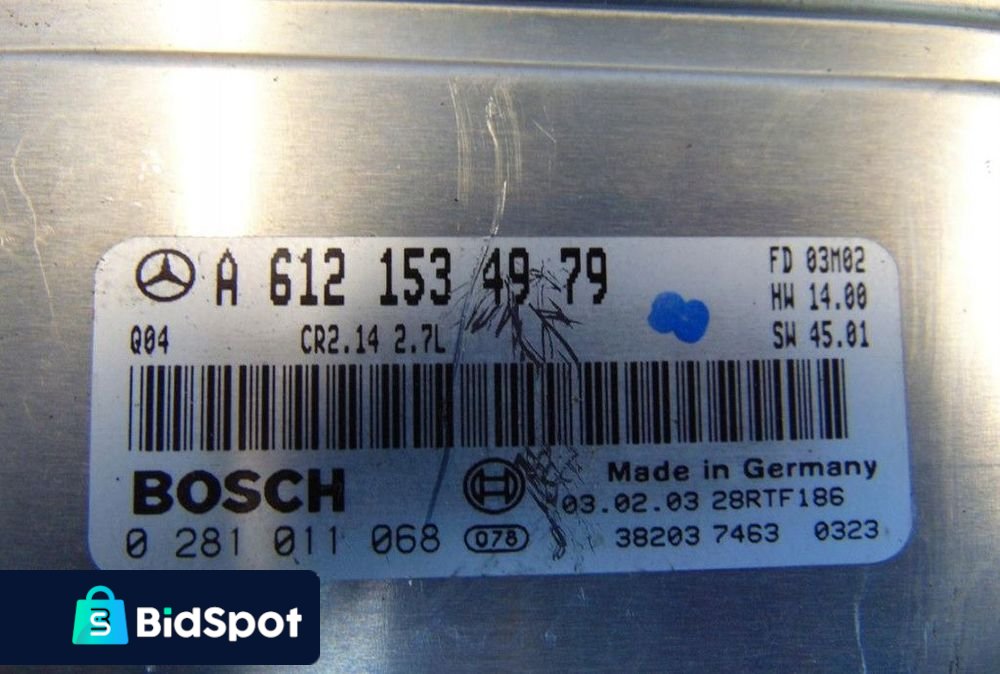 A 612 153 49 79
FD 03M02
HW 14.00
Q04 CR2.14 2.7L
SW 45.01
BOSCH
Made in Germany
03.02.03 28RTF186
0 281 011 068 078
38203 7463 0323
BidSpot